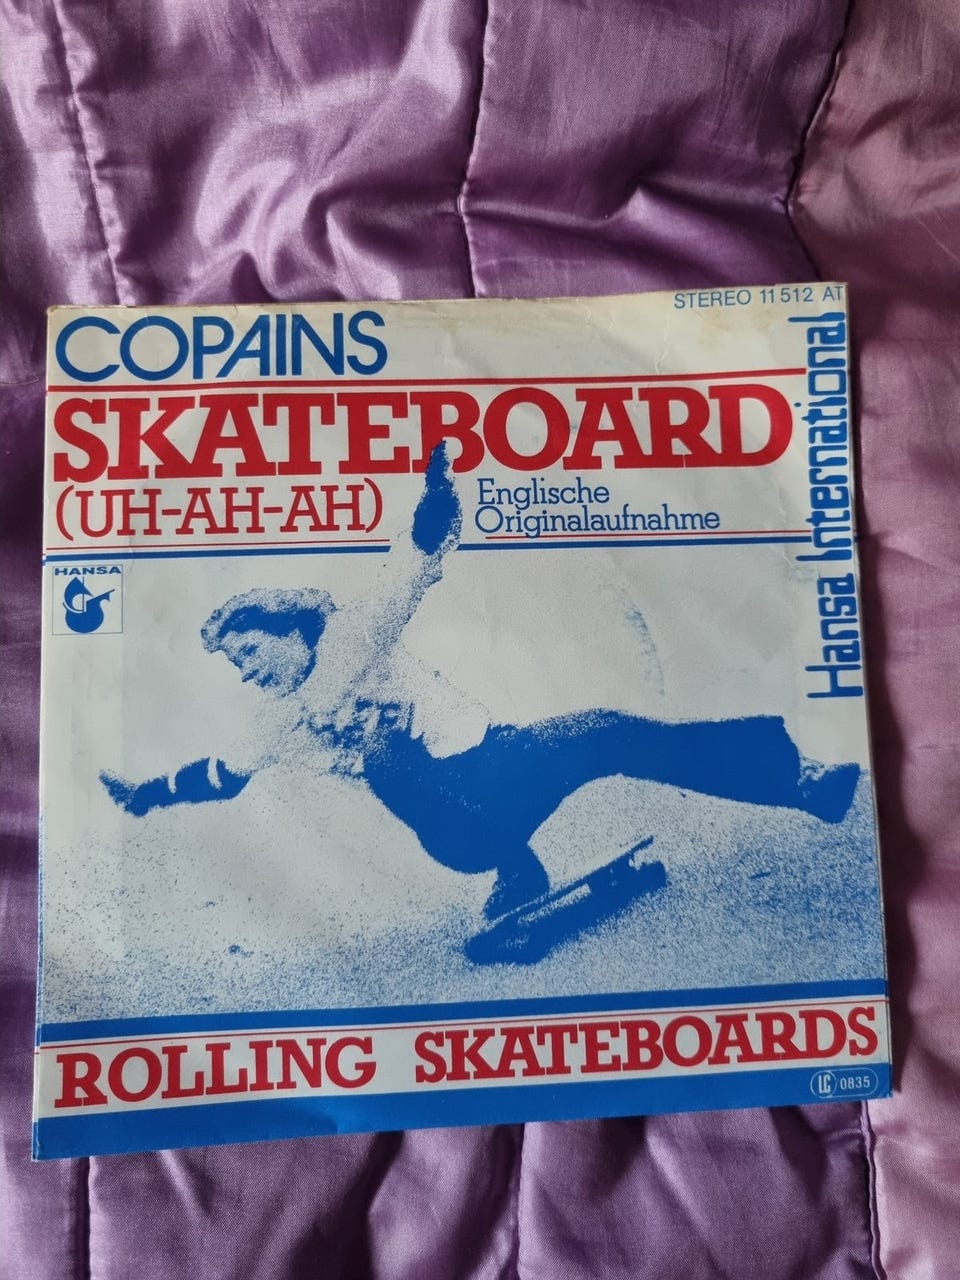 STEREO 11 512 AT
COPAINS
SKATEBOARD
(UH-AH-AH)
Englische
Originalaufnahme
Hansa International
HANSA
ROLLING SKATEBOARDS
LC 0835